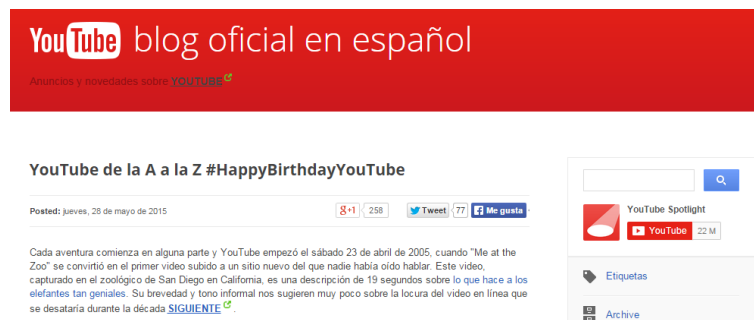 YouTube blog oficial en español
Anuncios y novedades sobre YOUTUBE
YouTube de la A a la Z #HappyBirthdayYouTube
Posted: jueves, 28 de mayo de 2015
g+1 258 Tweet 77 Me gusta
YouTube Spotlight
YouTube 22 M
Cada aventura comienza en alguna parte y YouTube empezó el sábado 23 de abril de 2005, cuando "Me at the
Zoo" se convirtió en el primer video subido a un sitio nuevo del que nadie había oído hablar. Este video,
capturado en el zoológico de San Diego en California, es una descripción de 19 segundos sobre lo que hace a los
elefantes tan geniales. Su brevedad y tono informal nos sugieren muy poco sobre la locura del video en línea que
se desataría durante la década SIGUIENTE .
Etiquetas
Archive